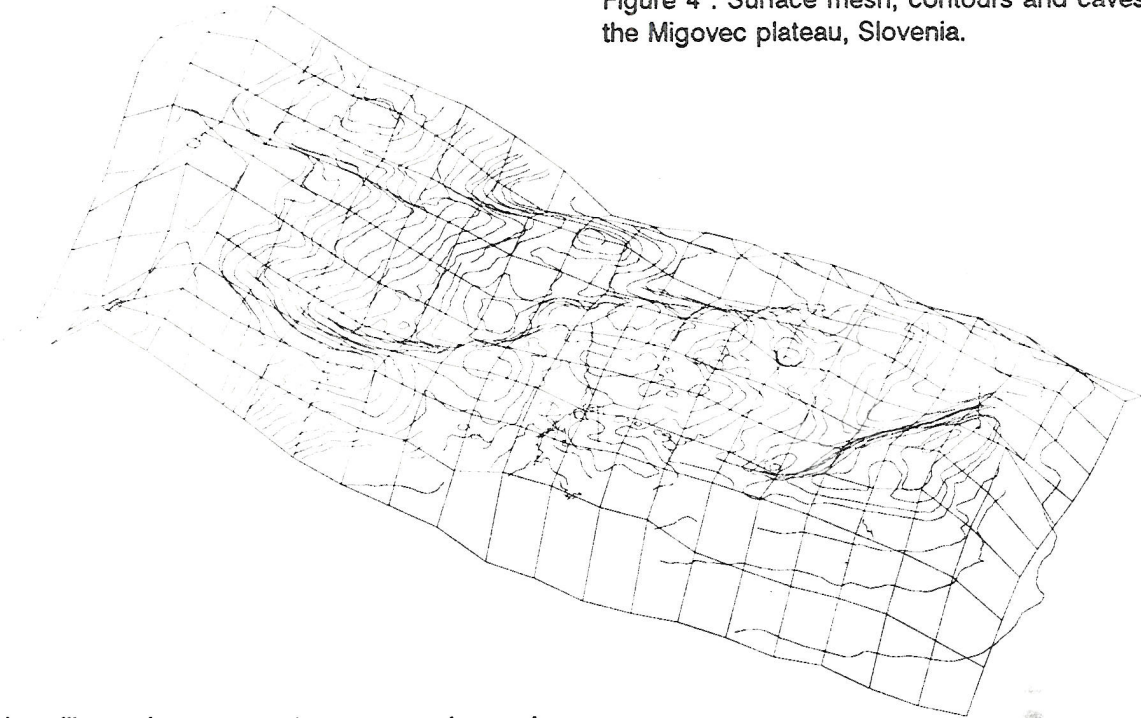 Figure 4 : Surface mesh, contours and caves
the Migovec plateau, Slovenia.